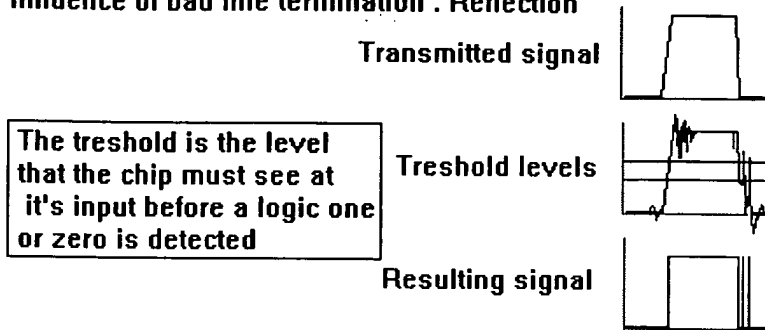 Influence of bad line termination : Reflection
Transmitted signal
The treshold is the level
that the chip must see at
it's input before a logic one
or zero is detected
Treshold levels
Resulting signal